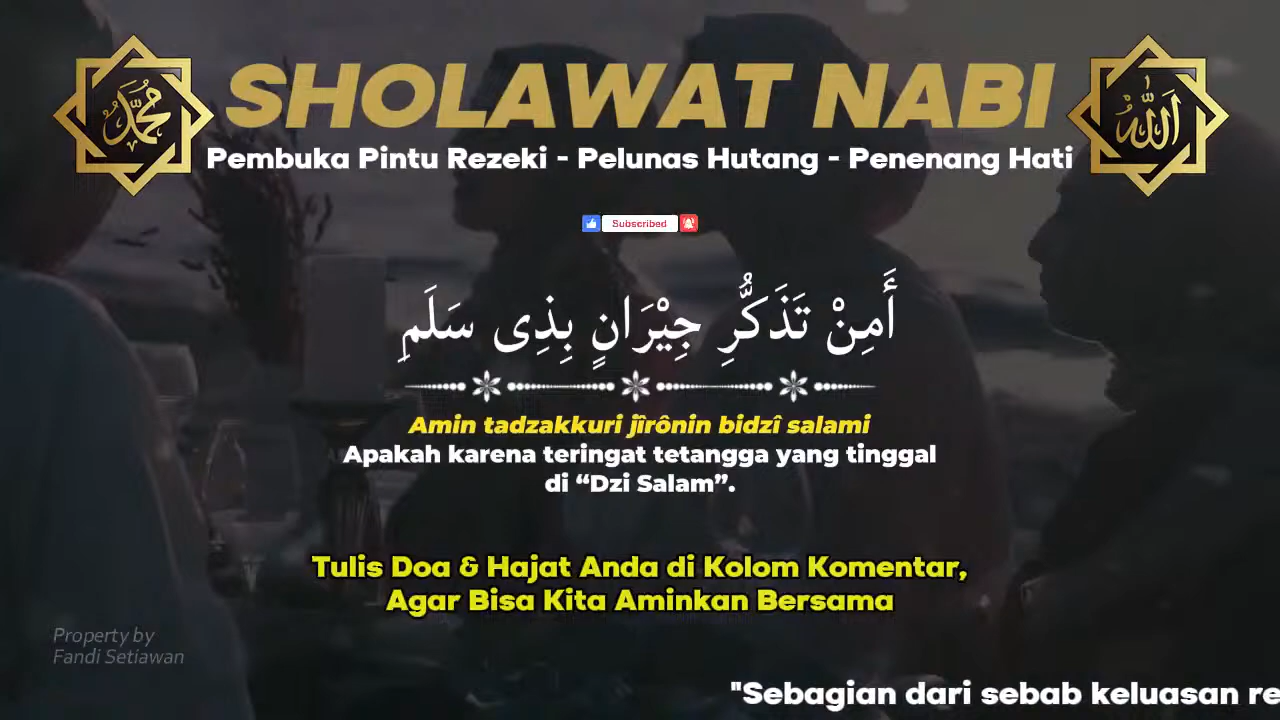 محمد
SHOLAWAT NABI
الله
Pembuka Pintu Rezeki - Pelunas Hutang - Penenang Hati
Subscribed
أَمِنْ تَذَكُّرِ جِيْرَانٍ بِذِى سَلَمِ
Amin tadzakkuri jîrônin bidzî salami
Apakah karena teringat tetangga yang tinggal
di “Dzi Salam”.
Tulis Doa & Hajat Anda di Kolom Komentar,
Agar Bisa Kita Aminkan Bersama
Property by
Fandi Setiawan
"Sebagian dari sebab keluasan re